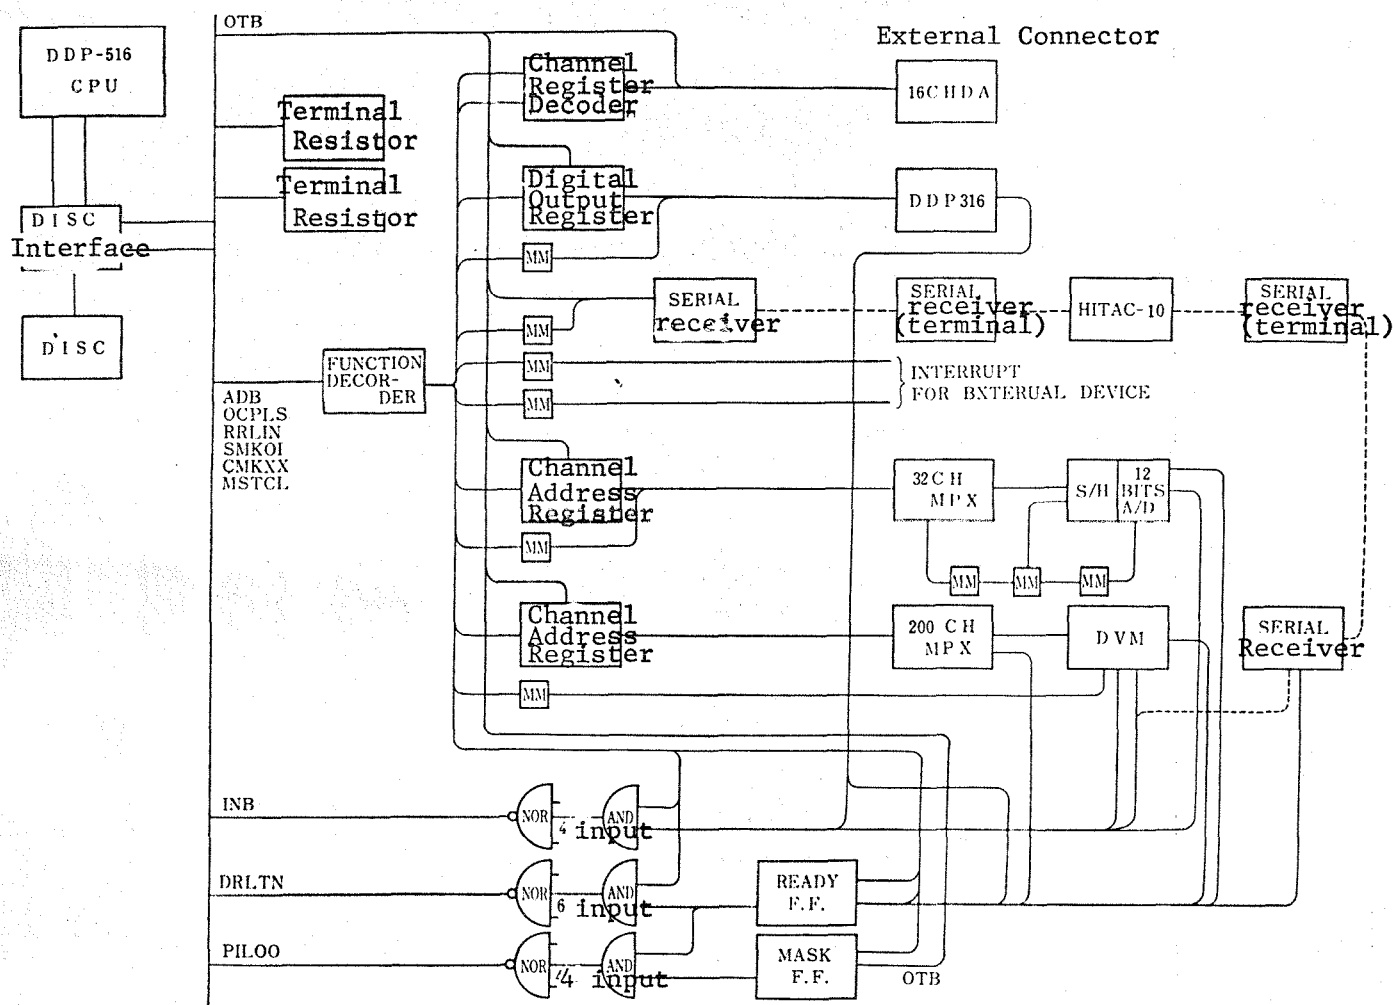 OTB
External Connector
DDP-516
CPU
Channel
Register
Decoder
16CHDA
Terminal
Resistor
Terminal
Resistor
Digital
Output
Register
DDP316
DISC
Interface
MM
SERIAL
receiver
SERIAL
receiver
(terminal)
HITAC-10
SERIAL
receiver
(terminal)
MM
DISC
FUNCTION
DECOR-
DER
MM
MM
INTERRUPT
FOR BXTERUAL DEVICE
ADB
OCPLS
RRLIN
SMKOI
CMKXX
MSTCL
Channel
Address
Register
32CH
MPX
S/H
12
BITS
A/D
MM
MM
MM
MM
Channel
Address
Register
200 CH
MPX
DVM
SERIAL
Receiver
MM
INB
NOR
4 input
AND
DRLTN
NOR
6 input
AND
READY
F.F.
PILOO
NOR
4 input
AND
MASK
F.F.
OTB